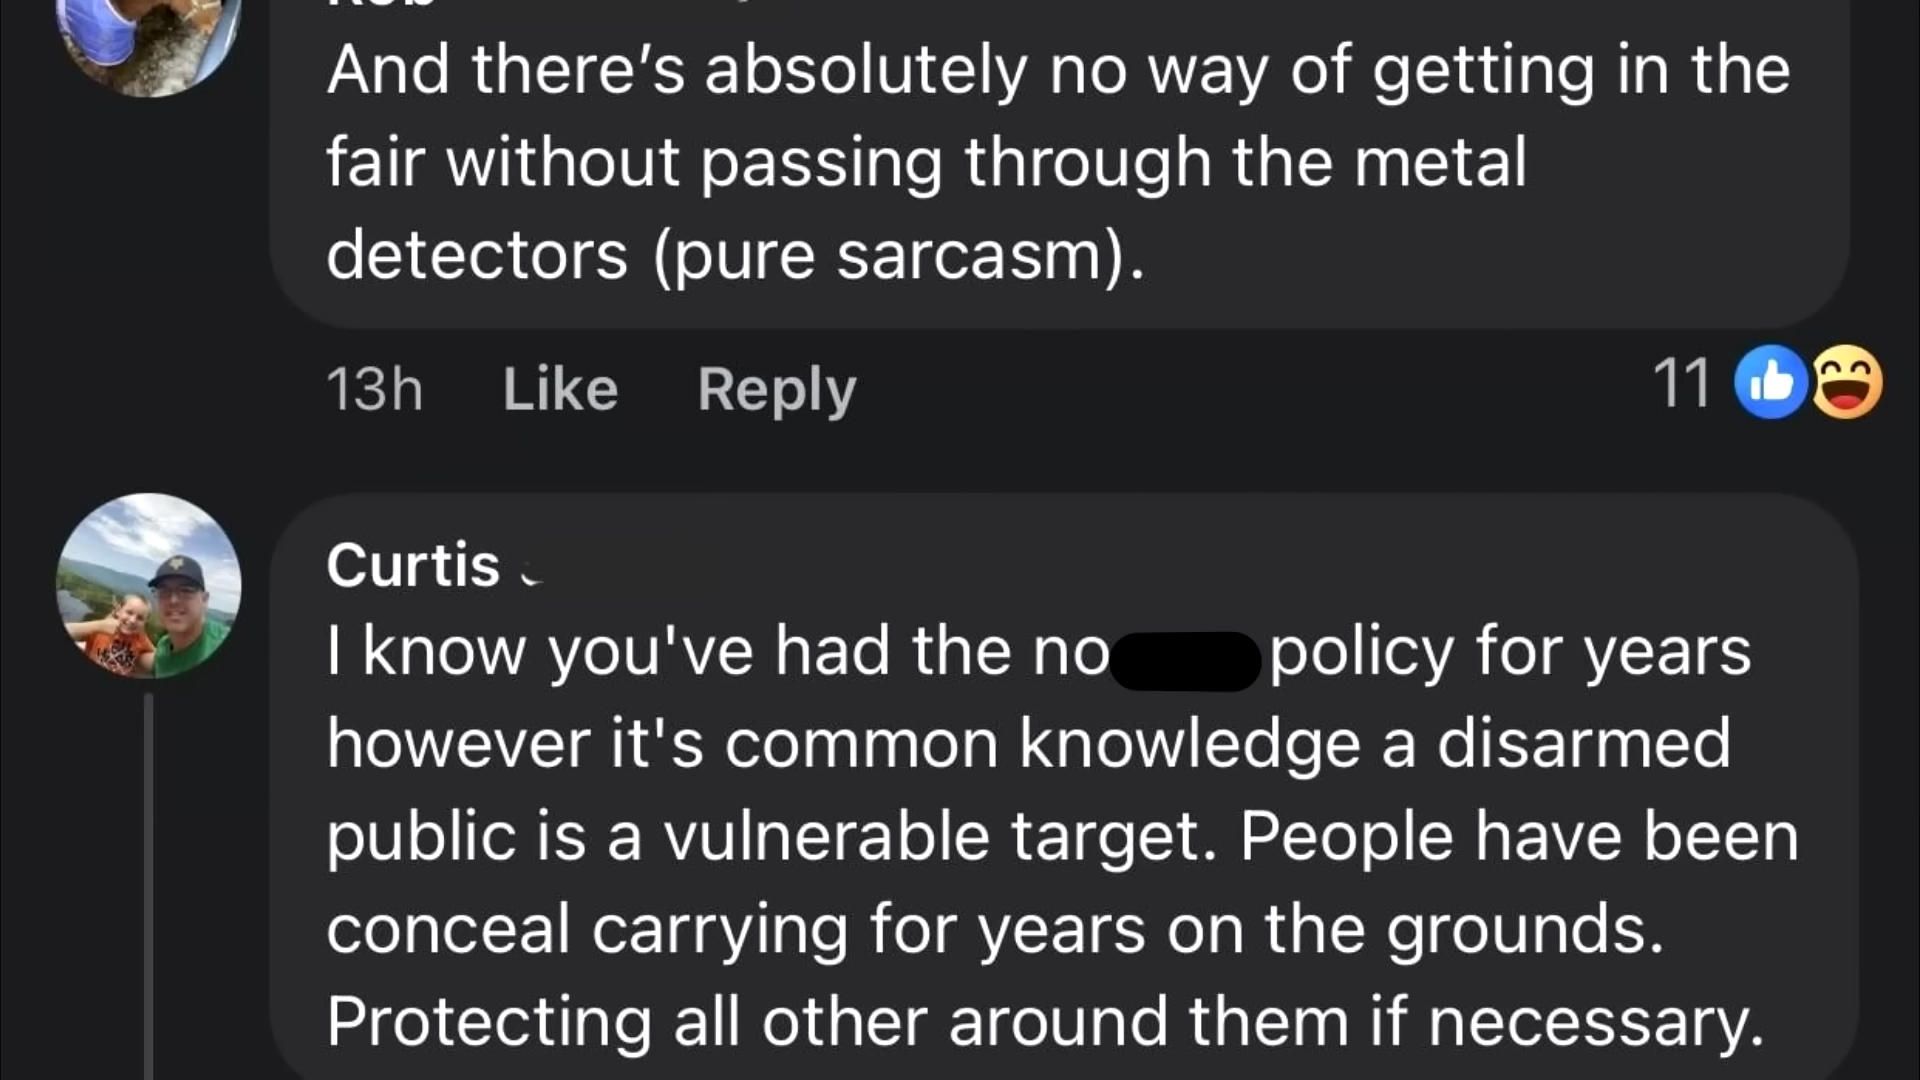 And there’s absolutely no way of getting in the
fair without passing through the metal
detectors (pure sarcasm).
13h Like Reply 11
Curtis
I know you've had the no policy for years
however it's common knowledge a disarmed
public is a vulnerable target. People have been
conceal carrying for years on the grounds.
Protecting all other around them if necessary.